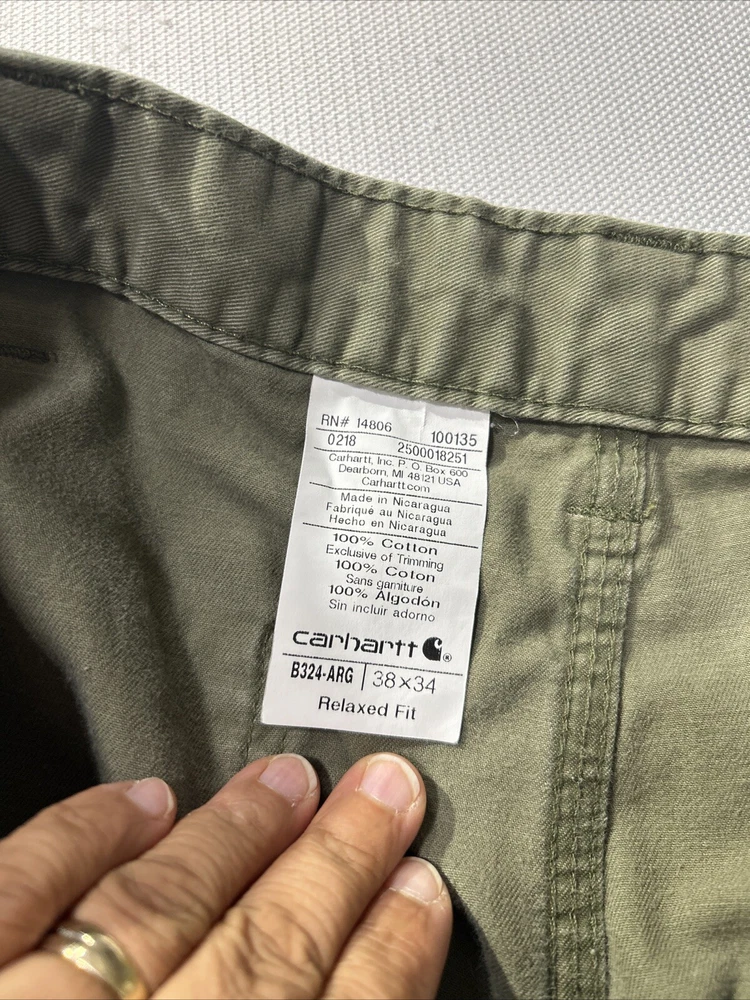 RN# 14806 100135
0218 2500018251
Carhartt, Inc. P. O. Box 600
Dearborn, MI 48121 USA
Carhartt.com
Made in Nicaragua
Fabriqué au Nicaragua
Hecho en Nicaragua
100% Cotton
Exclusive of Trimming
100% Coton
Sans garniture
100% Algodón
Sin incluir adorno
carhartt ®
B324-ARG | 38×34
Relaxed Fit